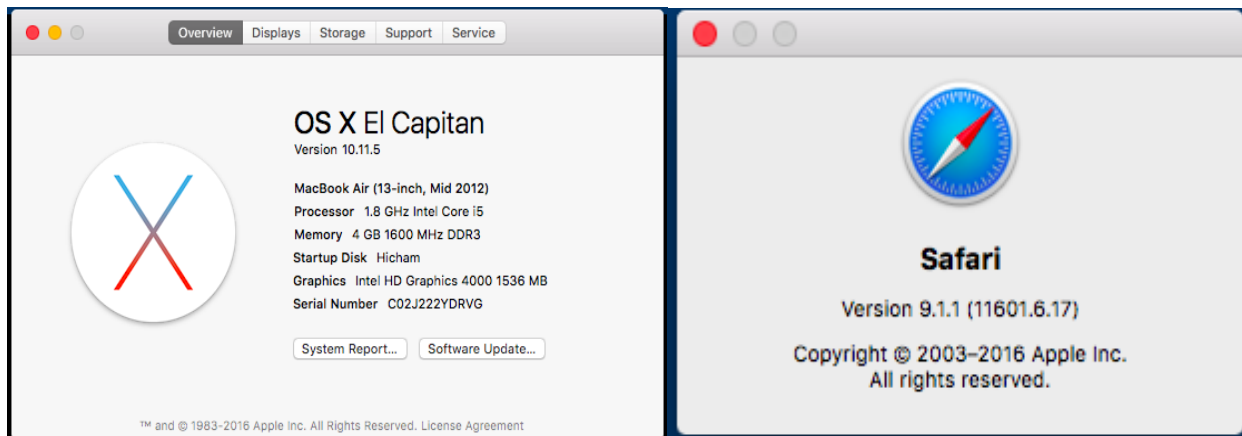 Overview Displays Storage Support Service
OS X El Capitan
Version 10.11.5
MacBook Air (13-inch, Mid 2012)
Processor 1.8 GHz Intel Core i5
Memory 4 GB 1600 MHz DDR3
Startup Disk Hicham
Graphics Intel HD Graphics 4000 1536 MB
Serial Number C02J222YDRVG
System Report... Software Update...
™ and © 1983-2016 Apple Inc. All Rights Reserved. License Agreement
Safari
Version 9.1.1 (11601.6.17)
Copyright © 2003–2016 Apple Inc.
All rights reserved.